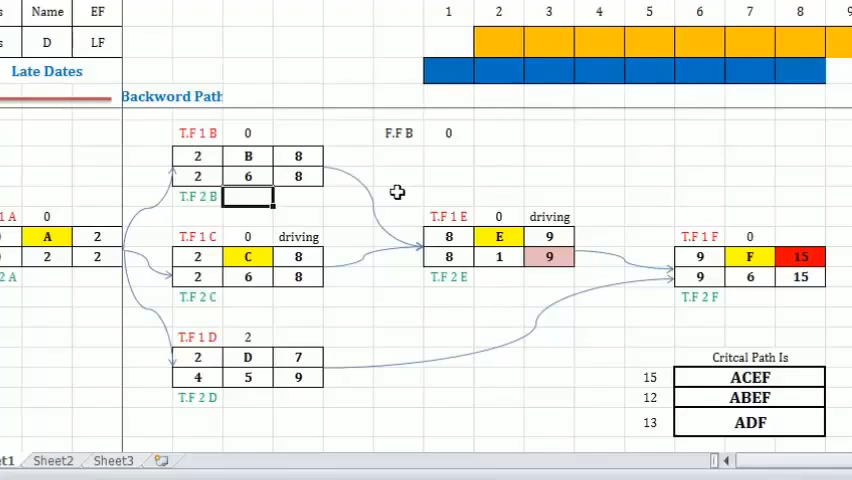 s Name EF 1 2 3 4 5 6 7 8 9
s D LF
Late Dates
Backword Path
T.F 1 B 0 F.F B 0
2 B 8
2 6 8
T.F 2 B
1 A 0 T.F 1 C 0 driving T.F 1 E 0 driving T.F 1 F 0
0 A 2 2 C 8 8 E 9 9 F 15
0 2 2 2 6 8 8 1 9 9 6 15
2 A T.F 2 C T.F 2 E T.F 2 F
T.F 1 D 2
2 D 7 Critcal Path Is
4 5 9 15 ACEF
T.F 2 D 12 ABEF
13 ADF
et1 Sheet2 Sheet3